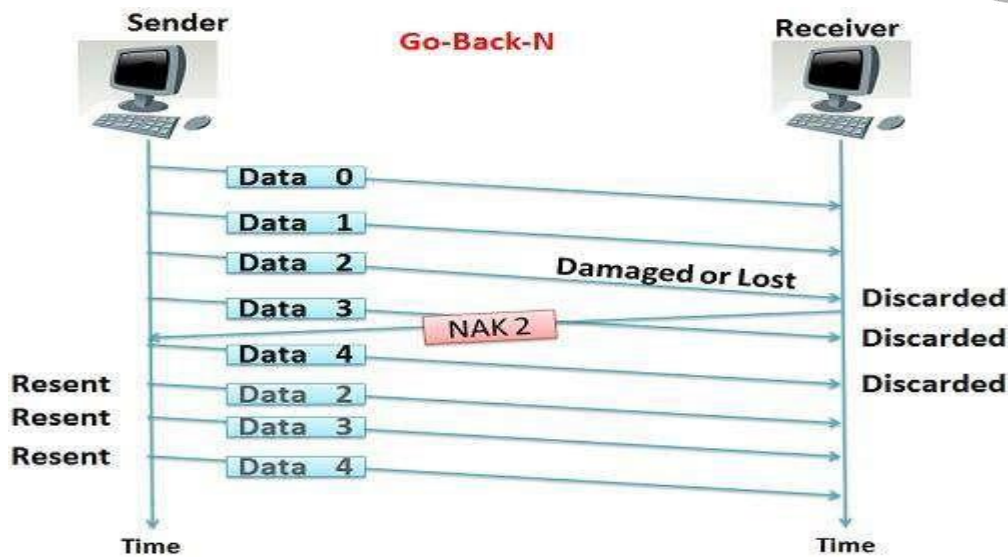 Sender
Go-Back-N
Receiver
Data 0
Data 1
Data 2
Damaged or Lost
Discarded
Data 3
NAK 2
Discarded
Data 4
Discarded
Resent
Data 2
Resent
Data 3
Resent
Data 4
Time
Time